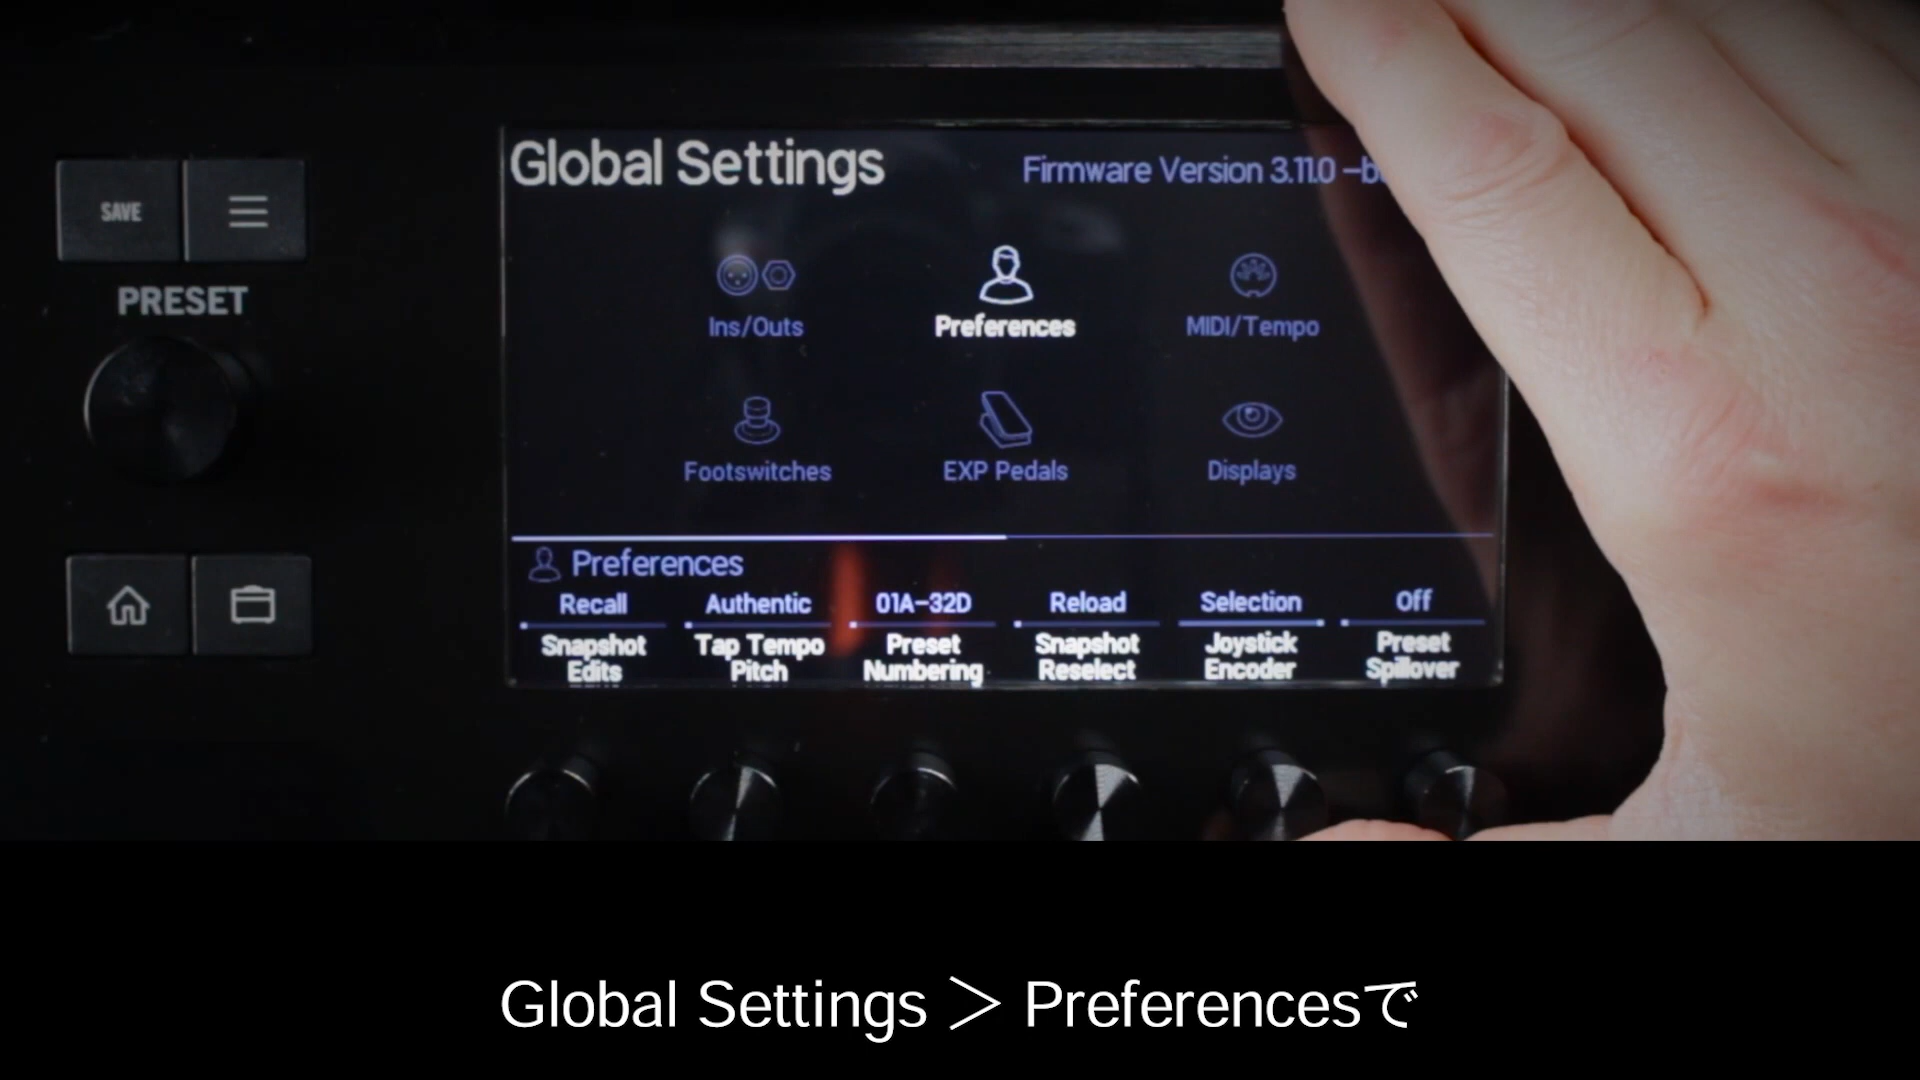 Global Settings
Firmware Version 3.11.0
SAVE
PRESET
Ins/Outs
Preferences
MIDI/Tempo
Footswitches
EXP Pedals
Displays
Preferences
Recall
Authentic
01A-32D
Reload
Selection
Off
Snapshot Edits
Tap Tempo Pitch
Preset Numbering
Snapshot Reselect
Joystick Encoder
Preset Spillover
Global Settings ＞ Preferencesで